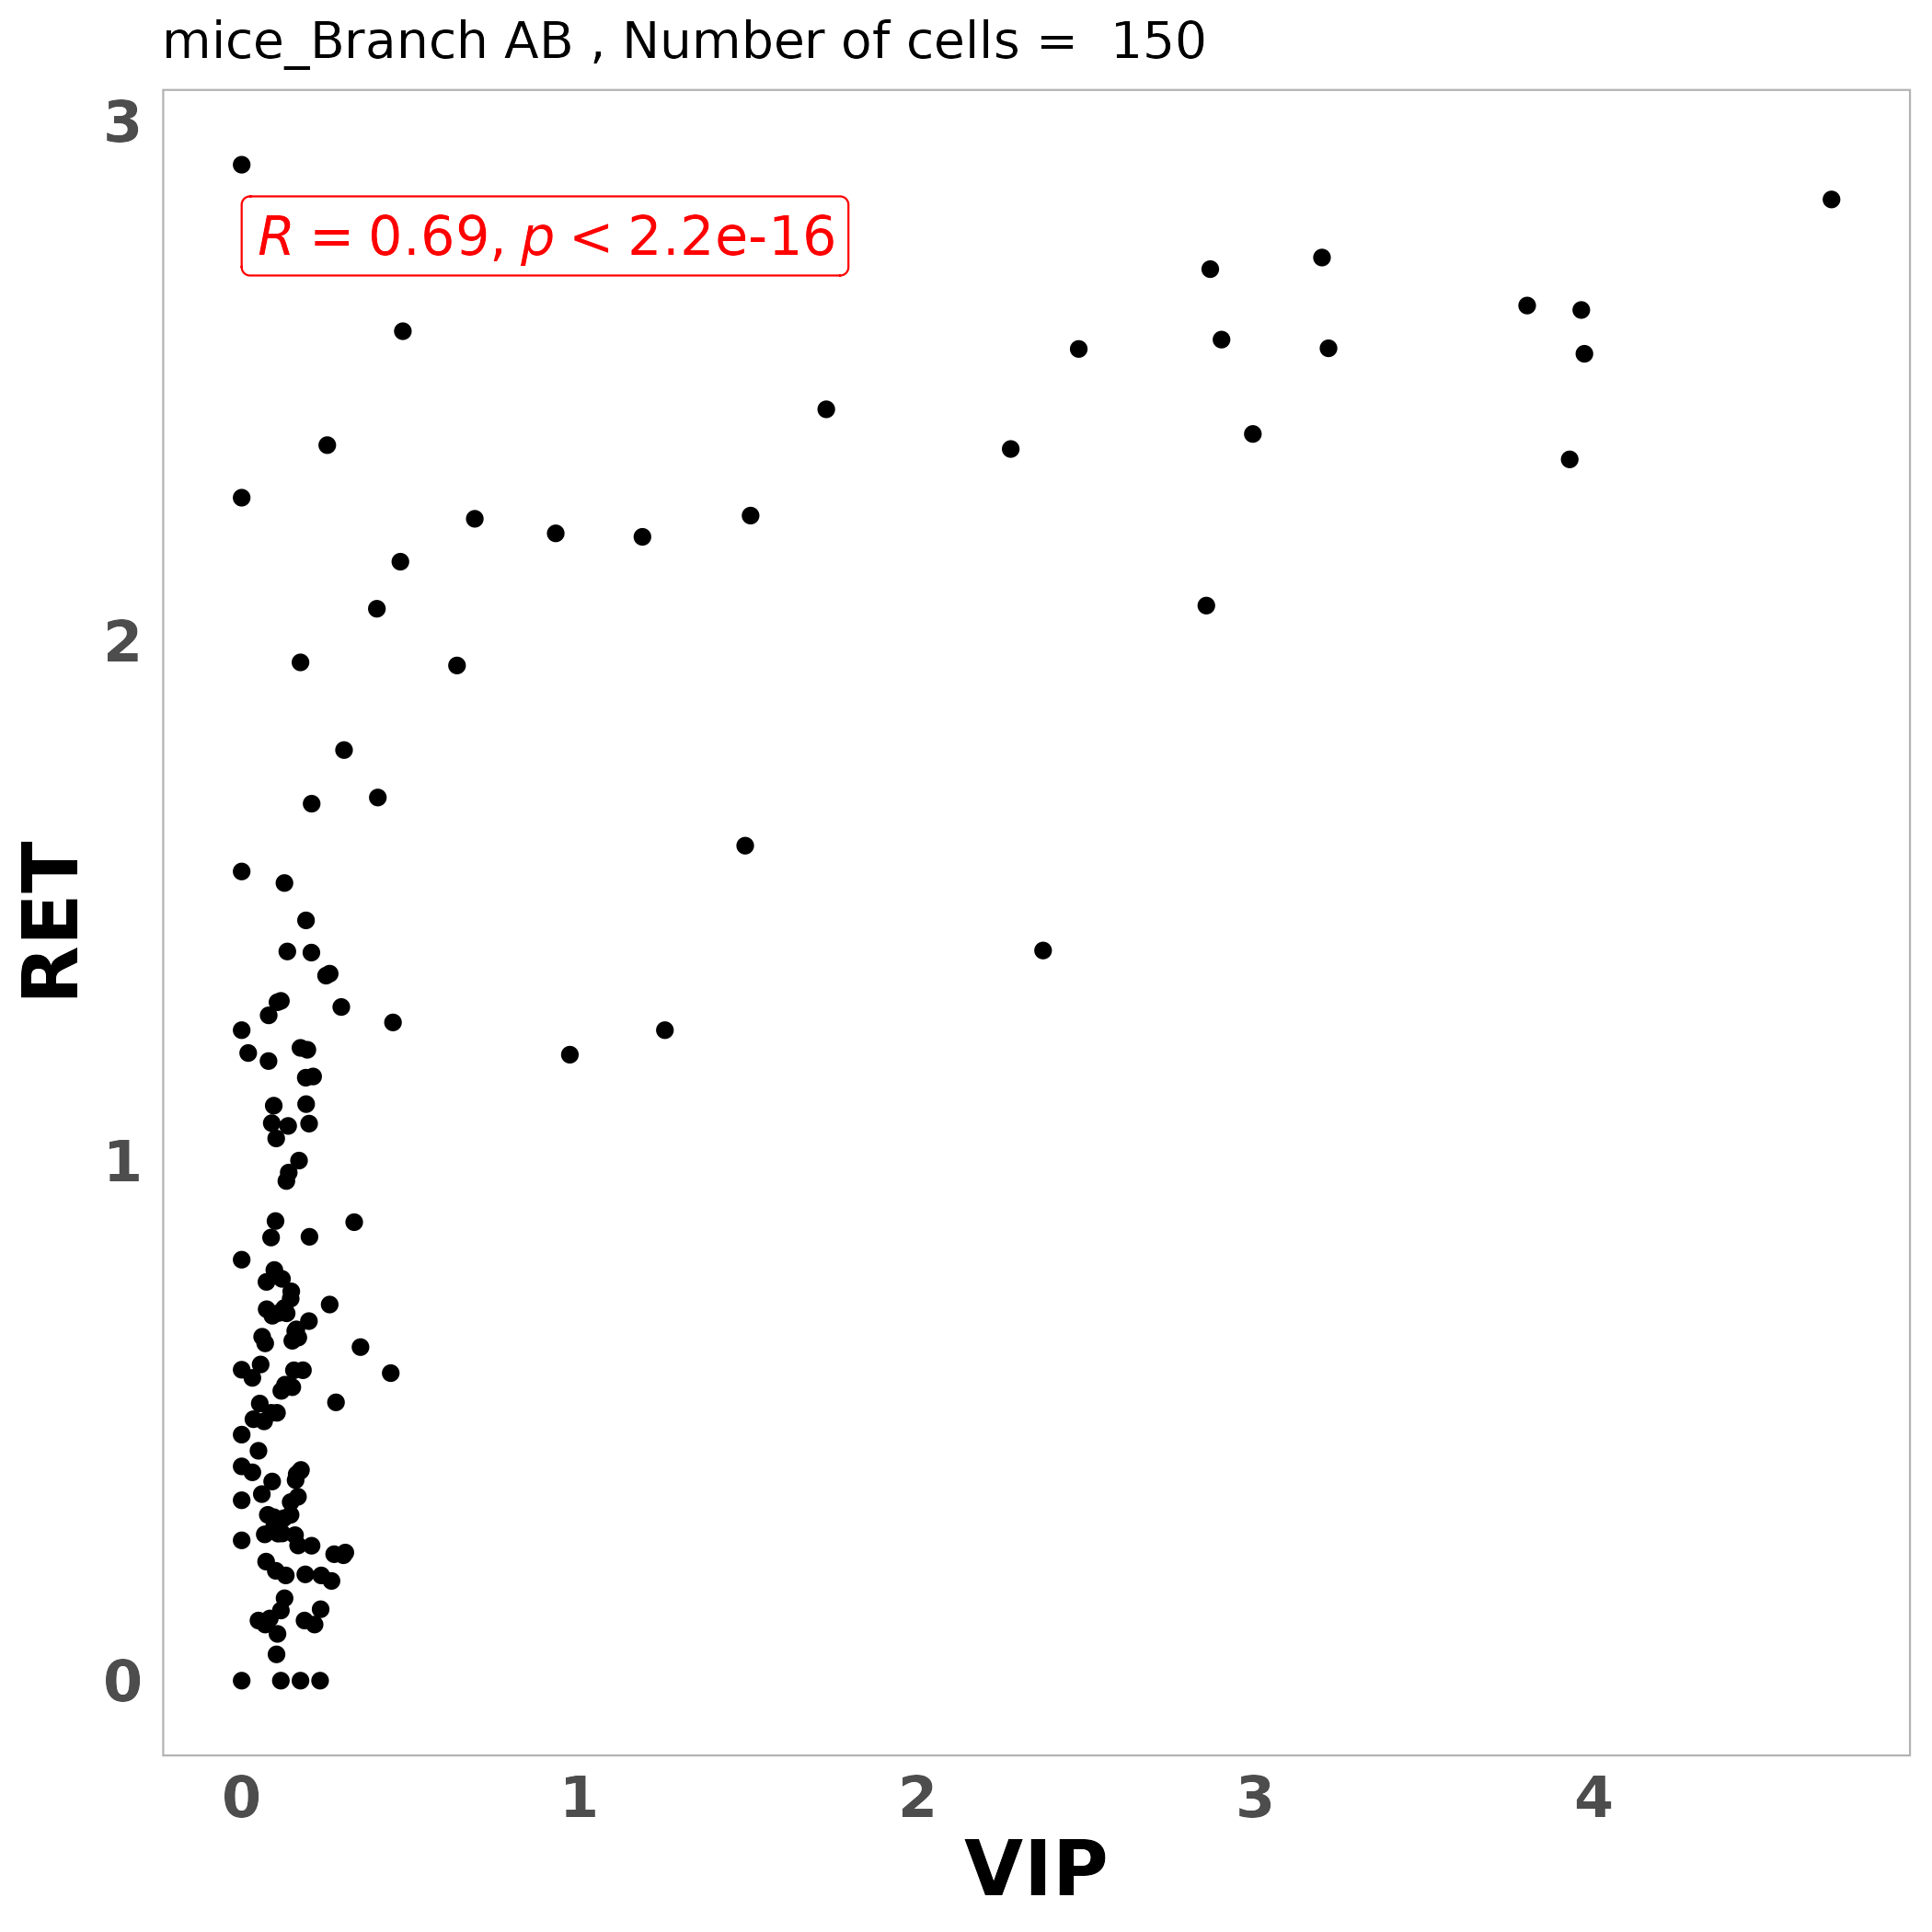 mice_Branch AB , Number of cells =  150
3
R = 0.69, p < 2.2e-16
2
RET
1
0
0 1 2 3 4
VIP